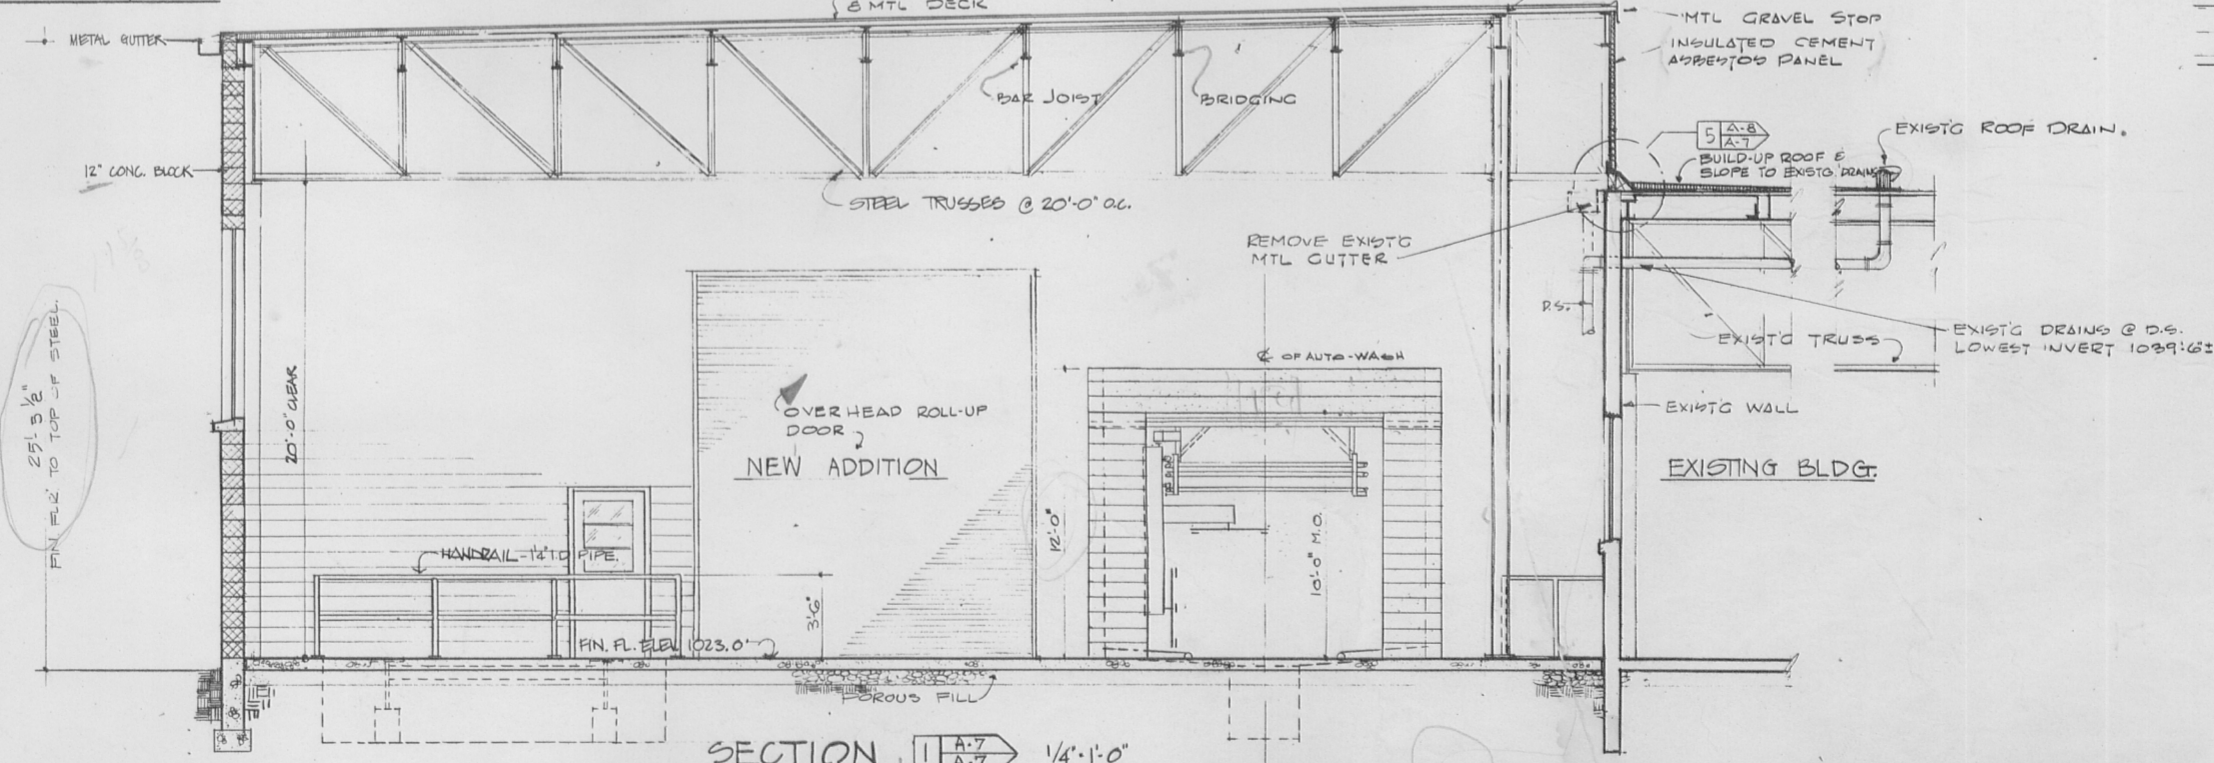 & MTL DECK
METAL GUTTER
MTL GRAVEL STOP
INSULATED CEMENT
ASBESTOS PANEL
BAR JOIST
BRIDGING
5
A-8
A-7
EXIST'G ROOF DRAIN.
BUILD-UP ROOF &
SLOPE TO EXIST'G DRAINS
12" CONC. BLOCK
STEEL TRUSSES @ 20'-0" O.C.
REMOVE EXIST'G
MTL GUTTER
D.S.
EXIST'G TRUSS
EXIST'G DRAINS @ D.S.
LOWEST INVERT 1039'-6"±
25'-3 1/2"
FIN FLR. TO TOP OF STEEL.
20'-0" CLEAR
℄ OF AUTO-WASH
OVERHEAD ROLL-UP
DOOR
NEW ADDITION
EXIST'G WALL
EXISTING BLDG.
12'-0"
10'-0" M.O.
HANDRAIL - 1¼" I.D PIPE.
3'-6"
FIN. FL. ELEV 1023.0'
POROUS FILL
SECTION
1
A-7
A-7
1/4"·1'-0"